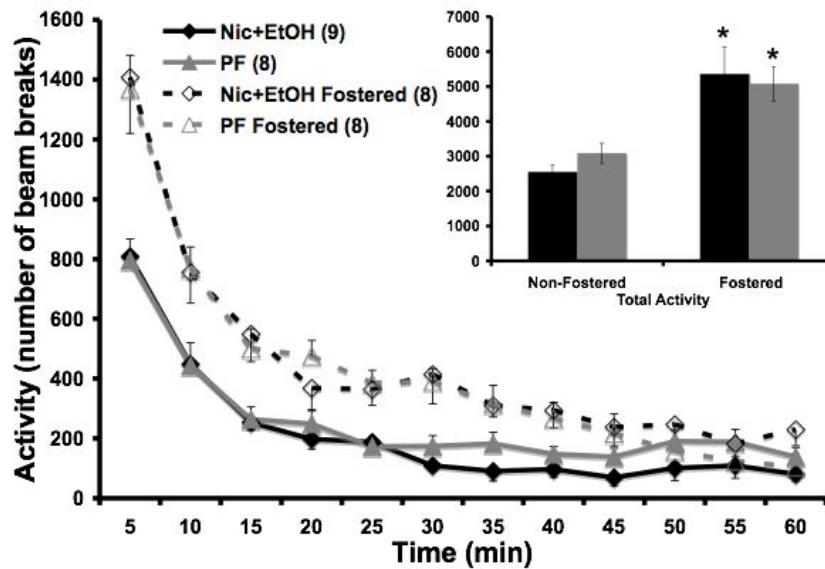 Activity (number of beam breaks)
1600
1400
1200
1000
800
600
400
200
0
5 10 15 20 25 30 35 40 45 50 55 60
Time (min)
Nic+EtOH (9)
PF (8)
Nic+EtOH Fostered (8)
PF Fostered (8)
7000
6000
5000
4000
3000
2000
1000
0
* *
Non-Fostered Fostered
Total Activity